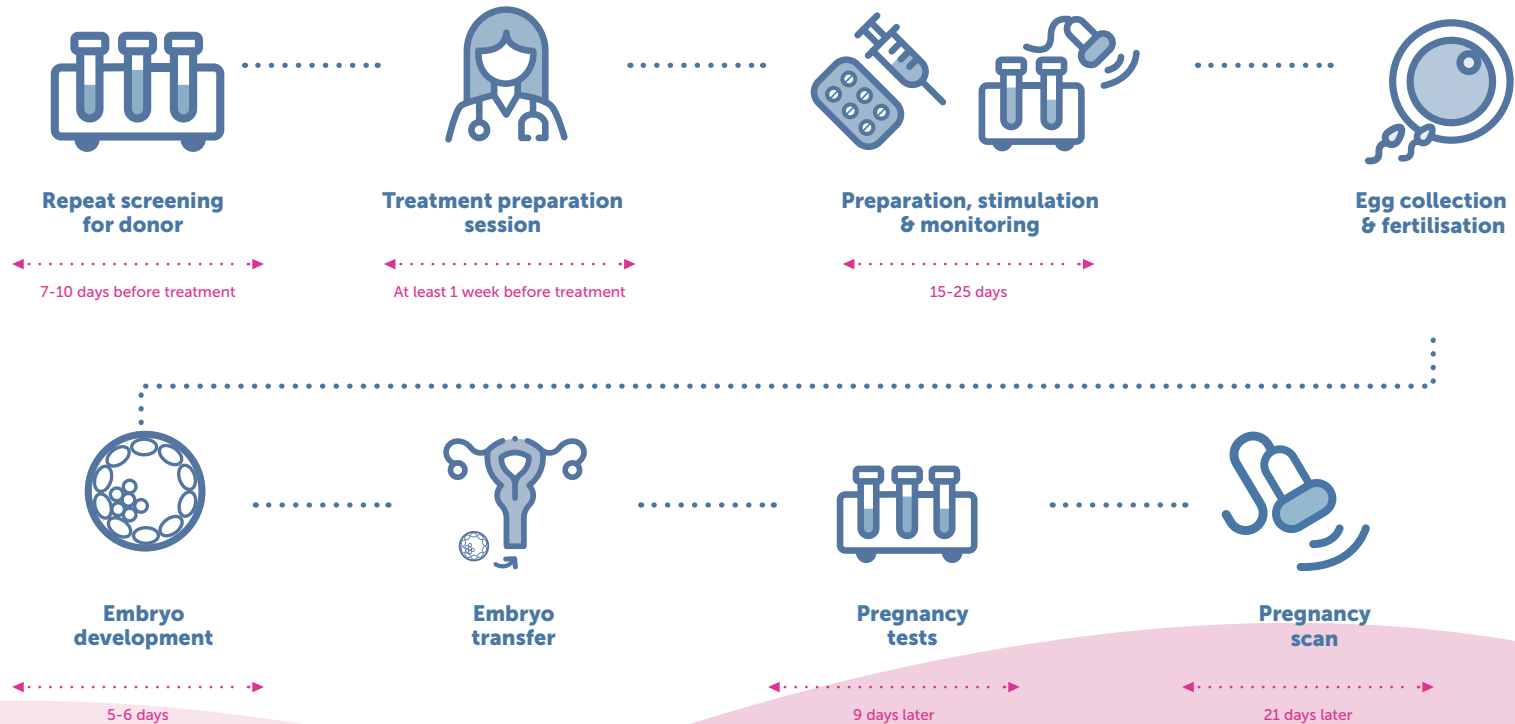 Repeat screening
for donor
7-10 days before treatment
Treatment preparation
session
At least 1 week before treatment
Preparation, stimulation
& monitoring
15-25 days
Egg collection
& fertilisation
Embryo
development
5-6 days
Embryo
transfer
Pregnancy
tests
9 days later
Pregnancy
scan
21 days later